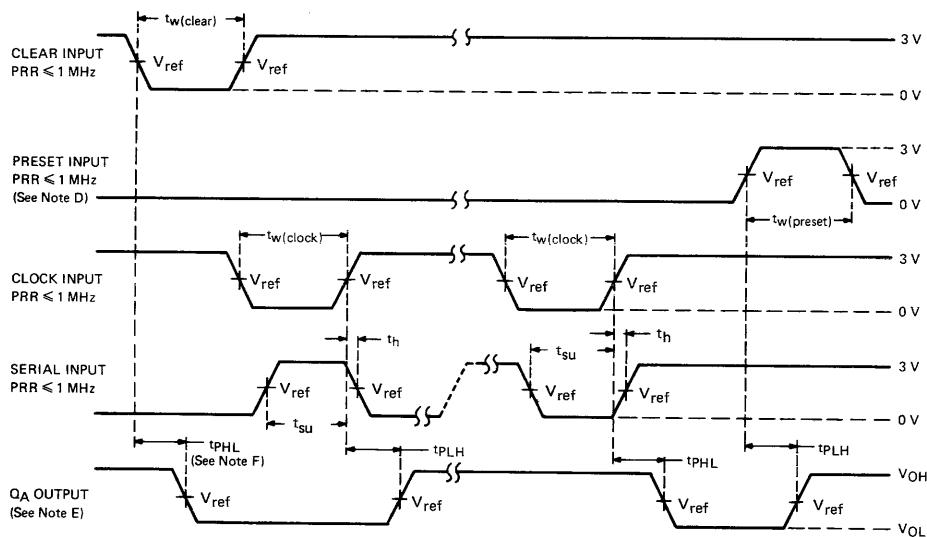 tw(clear)
CLEAR INPUT
PRR ⩽ 1 MHz
Vref
Vref
3 V
0 V
PRESET INPUT
PRR ⩽ 1 MHz
(See Note D)
Vref
Vref
3 V
0 V
tw(preset)
tw(clock)
tw(clock)
CLOCK INPUT
PRR ⩽ 1 MHz
Vref
Vref
Vref
Vref
3 V
0 V
th
th
tsu
SERIAL INPUT
PRR ⩽ 1 MHz
Vref
Vref
Vref
Vref
3 V
0 V
tsu
tPHL
(See Note F)
tPLH
tPHL
tPLH
QA OUTPUT
(See Note E)
Vref
Vref
Vref
Vref
VOH
VOL